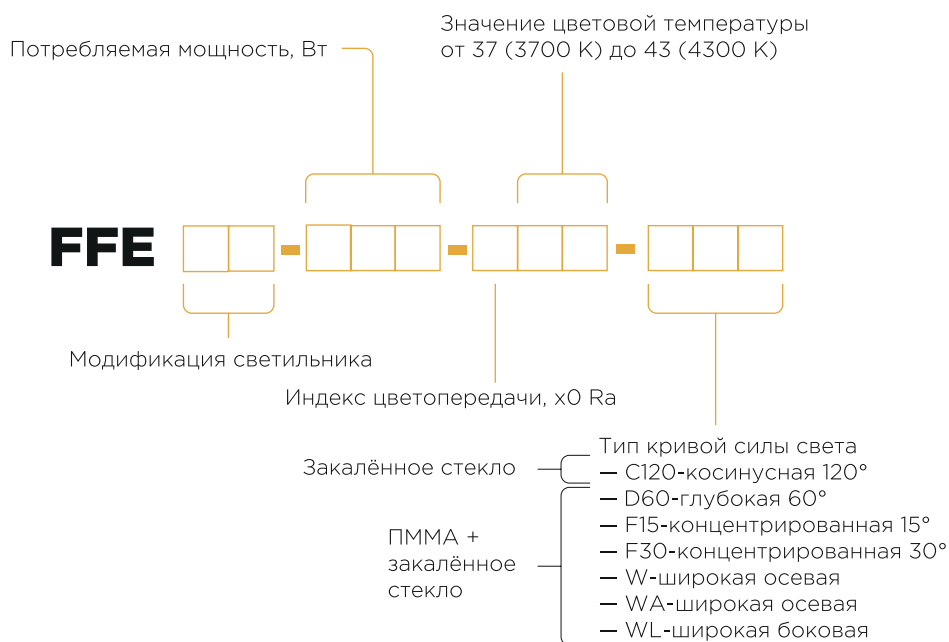 Значение цветовой температуры
от 37 (3700 К) до 43 (4300 К)
Потребляемая мощность, Вт
FFE
Модификация светильника
Индекс цветопередачи, х0 Ra
Тип кривой силы света
Закалённое стекло
— С120-косинусная 120°
— D60-глубокая 60°
— F15-концентрированная 15°
— F30-концентрированная 30°
— W-широкая осевая
— WA-широкая осевая
— WL-широкая боковая
ПММА +
закалённое
стекло